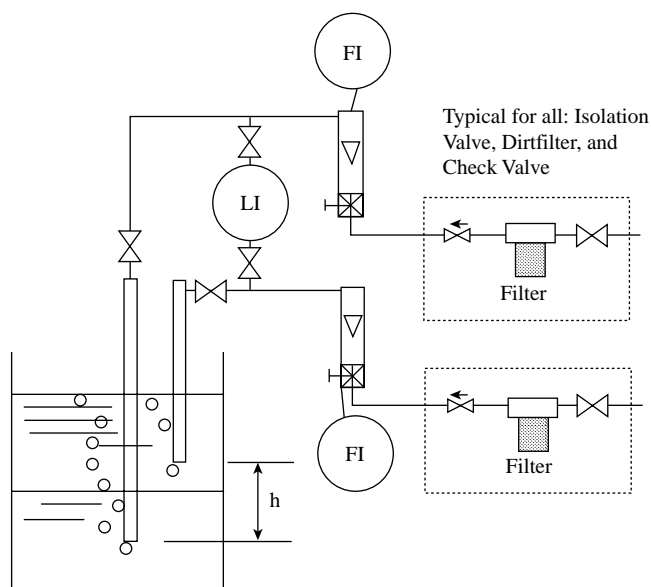 FI
Typical for all: Isolation
Valve, Dirtfilter, and
Check Valve
LI
Filter
FI
Filter
h